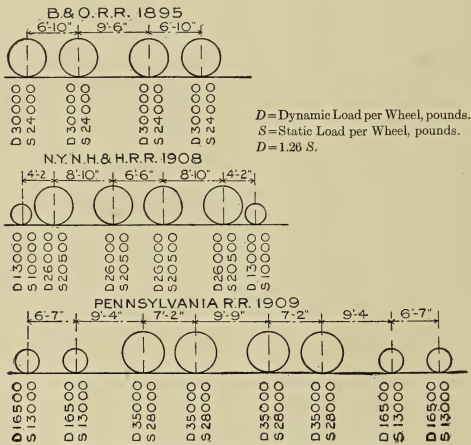 B.&O.R.R. 1895
6'-10" 9'-6" 6'-10"
D 30000 D 30000 D 30000 D 30000
S 24000 S 24000 S 24000 S 24000
D=Dynamic Load per Wheel, pounds.
S=Static Load per Wheel, pounds.
D=1.26 S.
N.Y. N.H.& H.R.R. 1908
4'-2 8'-10" 6'-6" 8'-10" 4'-2"
D 13000 D 26000 D 26000 D 26000 D 26000 D 13000
S 10000 S 20500 S 20500 S 20500 S 20500 S 10000
PENNSYLVANIA R.R. 1909
6'-7" 9'-4" 7'-2" 9'-9" 7'-2" 9'-4 6'-7"
D 16500 D 16500 D 35000 D 35000 D 35000 D 35000 D 16500 D 16500
S 13000 S 13000 S 28000 S 28000 S 28000 S 28000 S 13000 S 13000